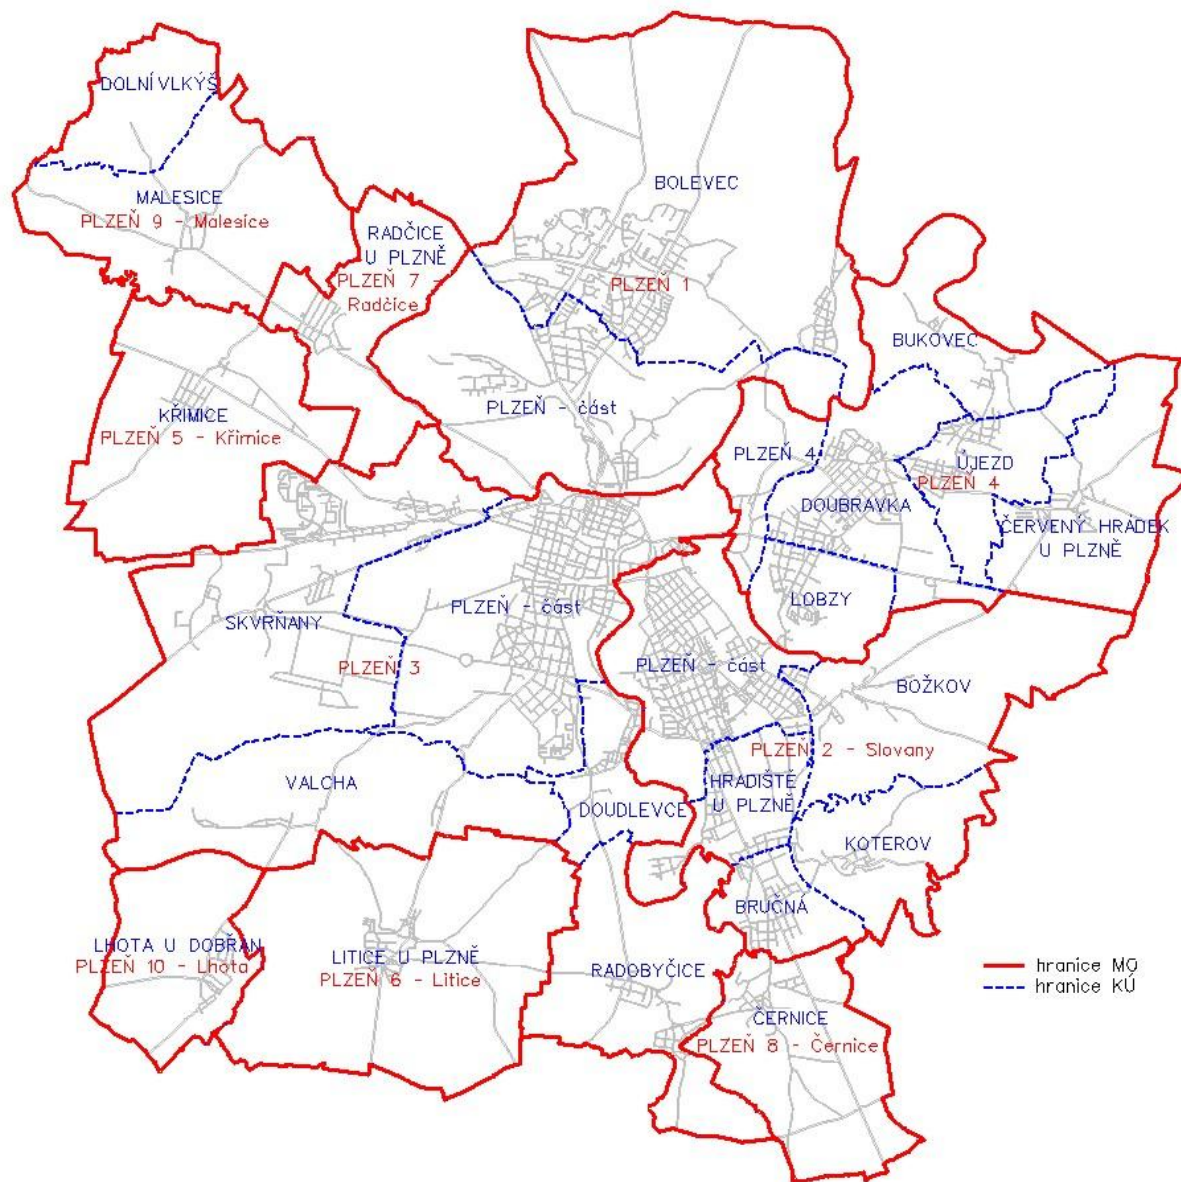 DOLNÍ VLKÝŠ
MALESICE
PLZEŇ 9 - Malesice
RADČICE
U PLZNĚ
PLZEŇ 7 -
Radčice
BOLEVEC
PLZEŇ 1
BUKOVEC
KŘIMICE
PLZEŇ 5 - Křimice
PLZEŇ - část
PLZEŇ 4
ÚJEZD
PLZEŇ 4
DOUBRAVKA
ČERVENÝ HRÁDEK
U PLZNĚ
SKVRŇANY
PLZEŇ - část
LOBZY
PLZEŇ 3
PLZEŇ - část
BOŽKOV
PLZEŇ 2 - Slovany
VALCHA
HRADIŠTĚ
U PLZNĚ
DOUDLEVCE
KOTEROV
BRUČNÁ
LHOTA U DOBŘAN
PLZEŇ 10 - Lhota
LITICE U PLZNĚ
PLZEŇ 6 - Litice
RADOBYČICE
ČERNICE
PLZEŇ 8 - Černice
hranice MO
hranice KÚ